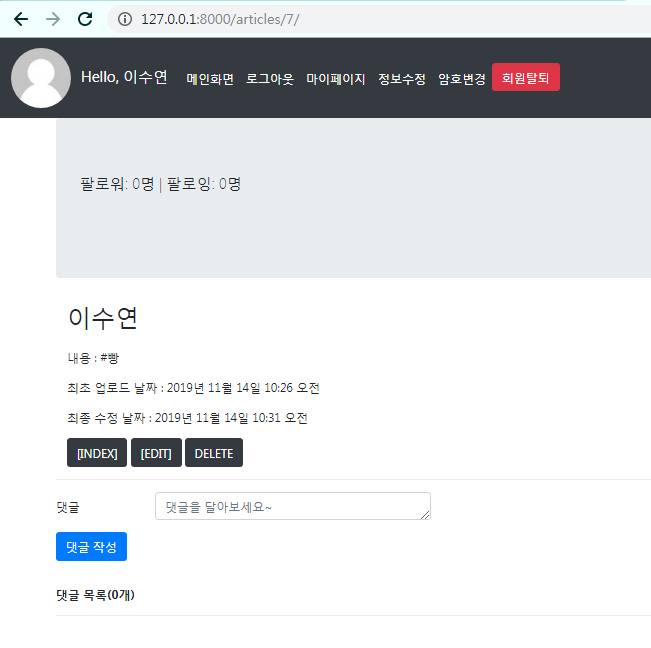 127.0.0.1:8000/articles/7/
Hello, 이수연 메인화면 로그아웃 마이페이지 정보수정 암호변경 회원탈퇴
팔로워: 0명 | 팔로잉: 0명
이수연
내용 : #빵
최초 업로드 날짜 : 2019년 11월 14일 10:26 오전
최종 수정 날짜 : 2019년 11월 14일 10:31 오전
[INDEX] [EDIT] DELETE
댓글 댓글을 달아보세요~
댓글 작성
댓글 목록(0개)